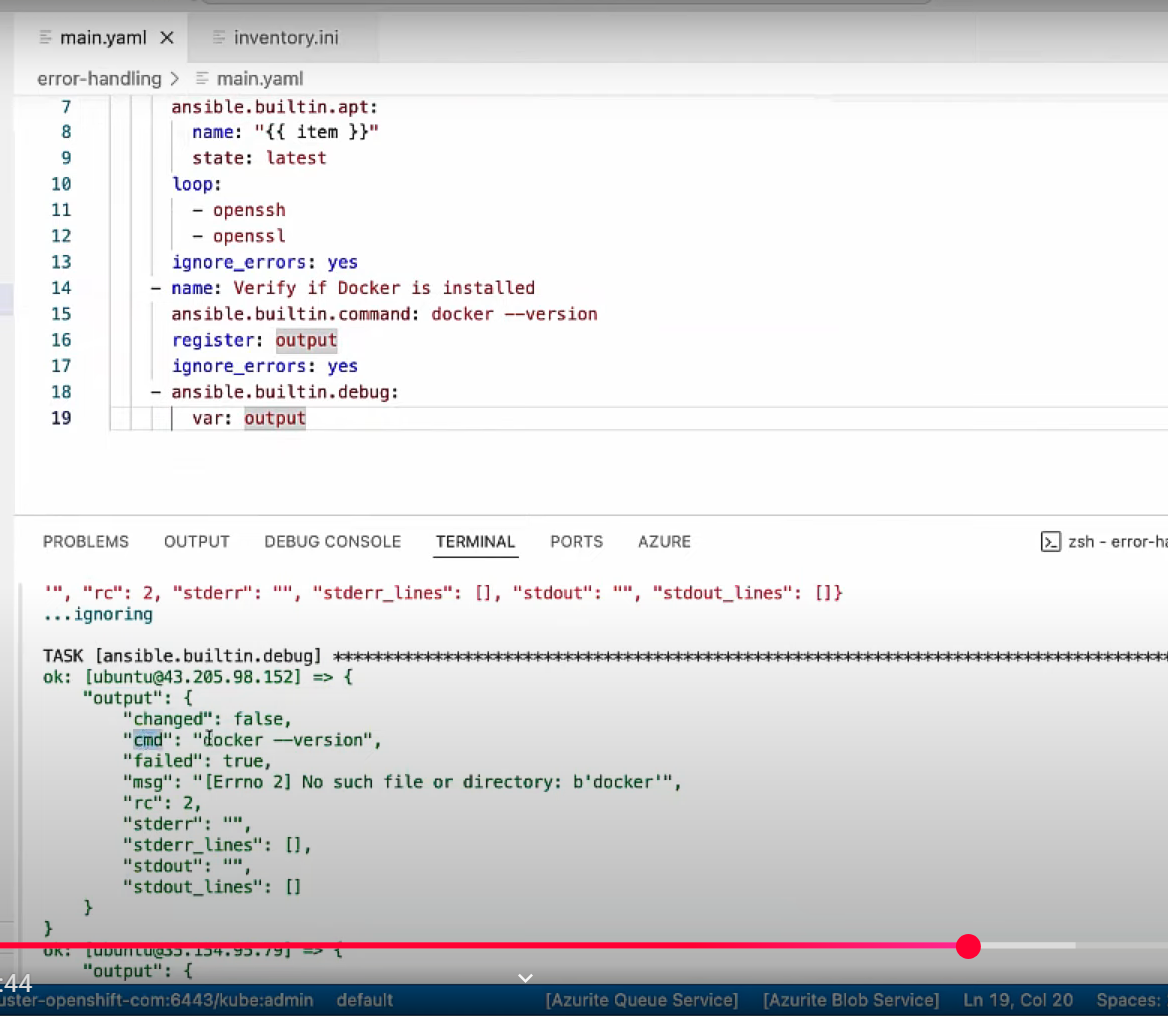 main.yaml
inventory.ini
error-handling > main.yaml
7 ansible.builtin.apt:
8 name: "{{ item }}"
9 state: latest
10 loop:
11 - openssh
12 - openssl
13 ignore_errors: yes
14 - name: Verify if Docker is installed
15 ansible.builtin.command: docker --version
16 register: output
17 ignore_errors: yes
18 - ansible.builtin.debug:
19 var: output
PROBLEMS OUTPUT DEBUG CONSOLE TERMINAL PORTS AZURE zsh - error-ha
'", "rc": 2, "stderr": "", "stderr_lines": [], "stdout": "", "stdout_lines": []}
...ignoring
TASK [ansible.builtin.debug] ********************************************************************************
ok: [ubuntu@43.205.98.152] => {
"output": {
"changed": false,
"cmd": "docker --version",
"failed": true,
"msg": "[Errno 2] No such file or directory: b'docker'",
"rc": 2,
"stderr": "",
"stderr_lines": [],
"stdout": "",
"stdout_lines": []
}
}
ok: [ubuntu@35.154.95.79] => {
"output": {
:44
uster-openshift-com:6443/kube:admin default [Azurite Queue Service] [Azurite Blob Service] Ln 19, Col 20 Spaces: